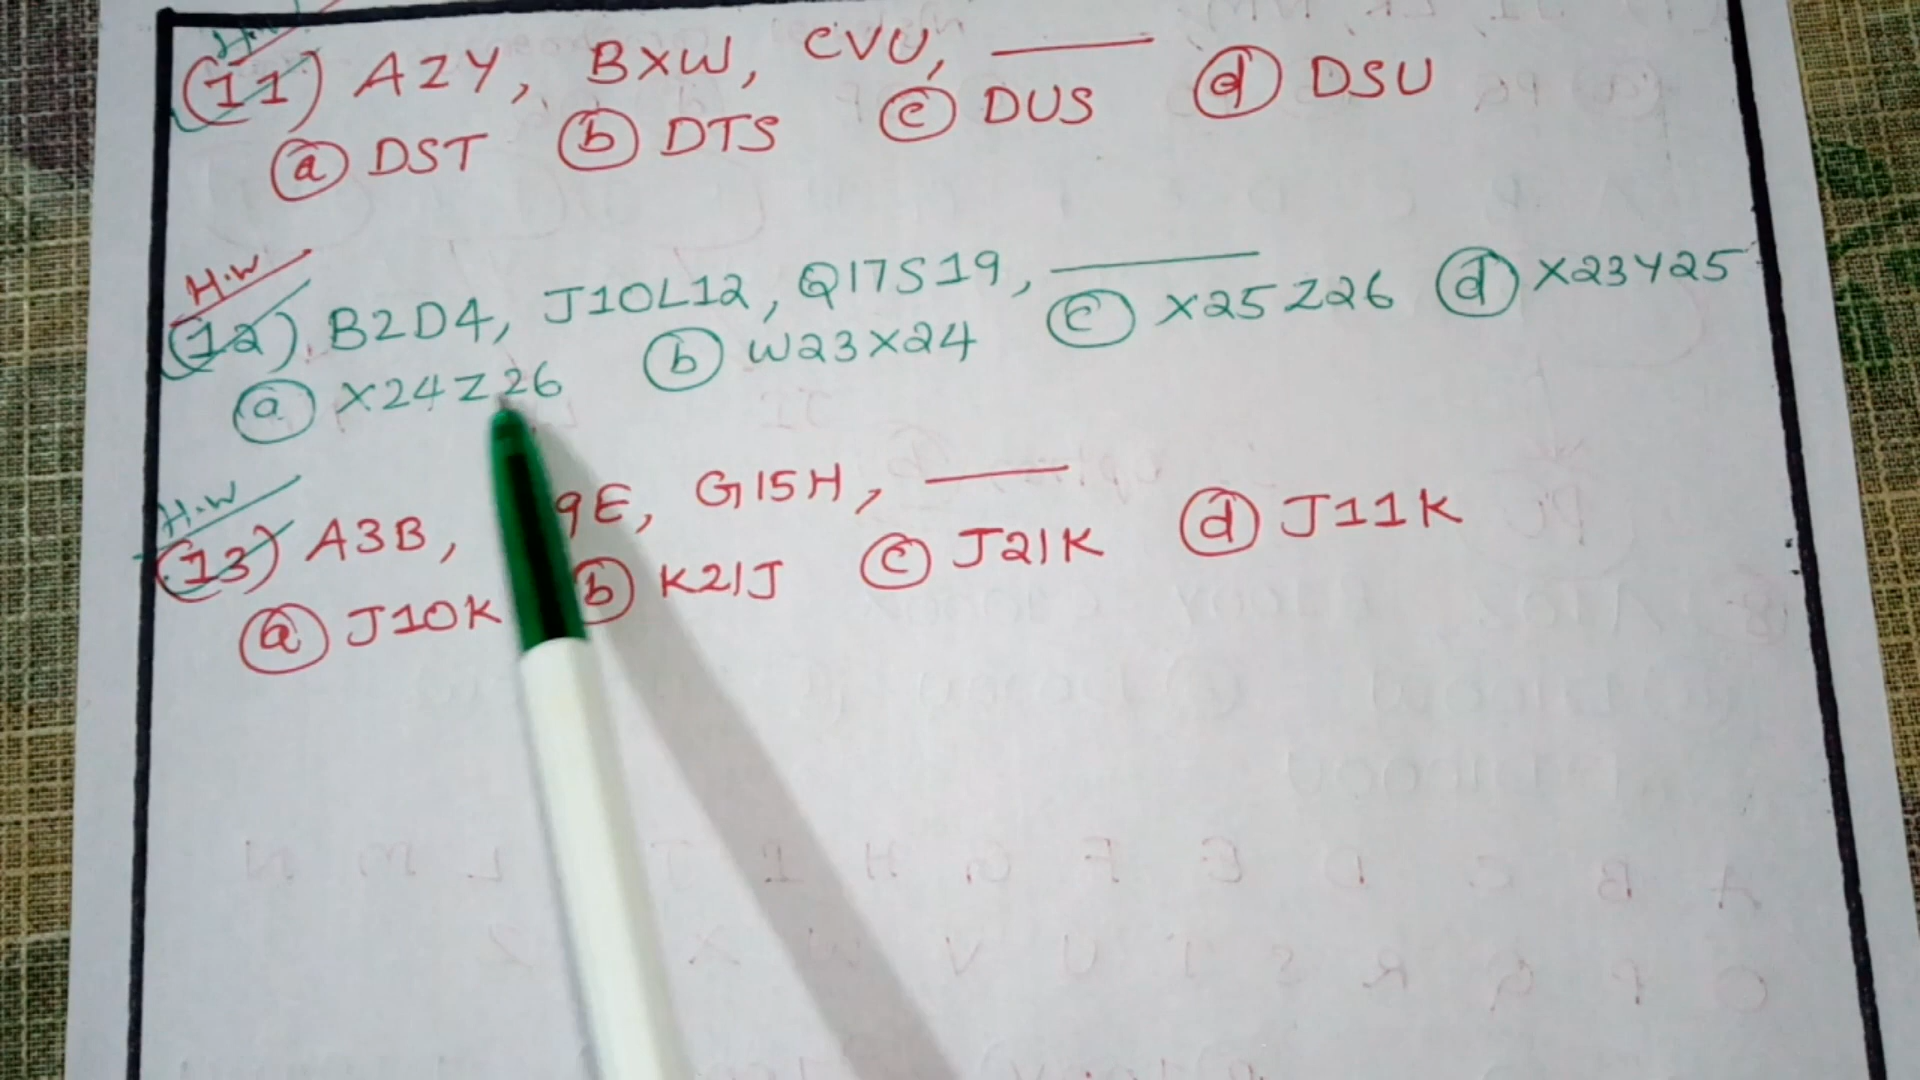 H.W
(11) AZY, BXW, CVU, ____
(a) DST (b) DTS (c) DUS (d) DSU
H.W
(12) B2D4, J10L12, Q17S19, ____
(a) X24Z26 (b) W23X24 (c) X25Z26 (d) X23Y25
H.W
(13) A3B, 9E, G15H, ____
(a) J10K (b) K21J (c) J21K (d) J11K